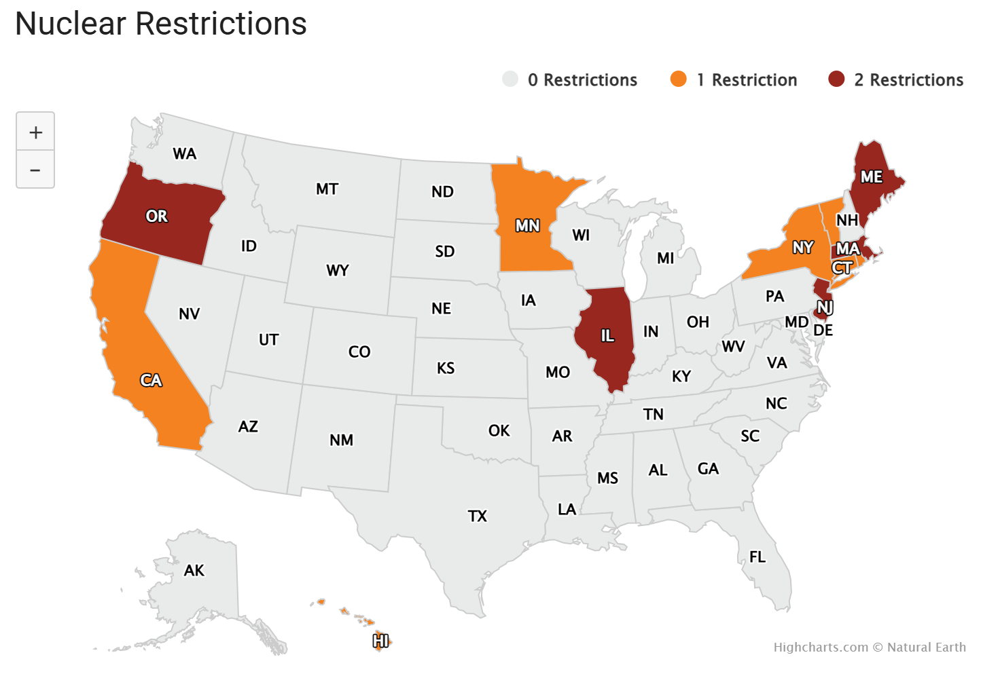 Nuclear Restrictions
0 Restrictions 1 Restriction 2 Restrictions
+
−
WA
MT
ND
MN
ME
OR
ID
WY
SD
WI
MI
NY
NH
MA
CT
NV
UT
CO
NE
IA
IL
IN
OH
PA
NJ
MD
DE
WV
VA
CA
KS
MO
KY
AZ
NM
OK
AR
TN
NC
SC
MS
AL
GA
TX
LA
FL
AK
HI
Highcharts.com © Natural Earth